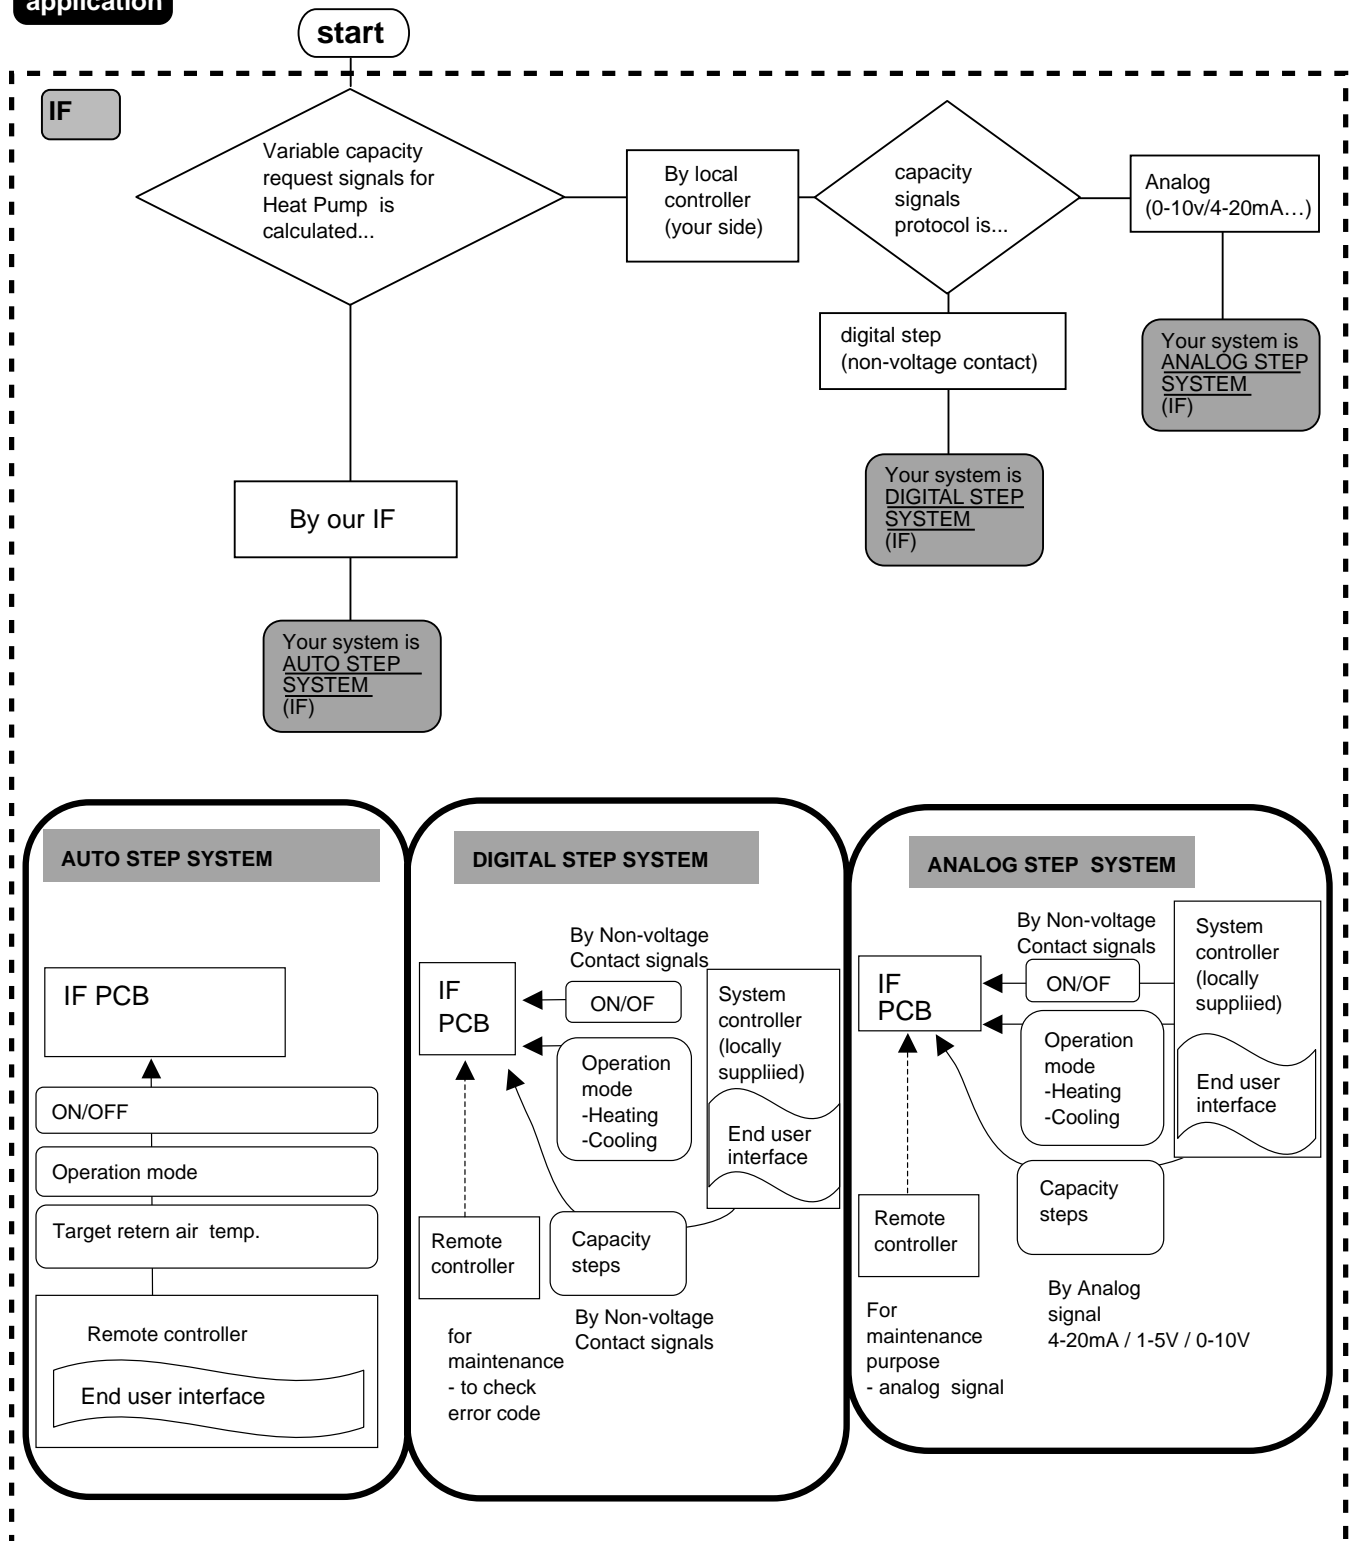 application
start
IF
Variable capacity
request signals for
Heat Pump is
calculated...
By local
controller
(your side)
capacity
signals
protocol is...
Analog
(0-10v/4-20mA...)
digital step
(non-voltage contact)
Your system is
ANALOG STEP
SYSTEM
(IF)
Your system is
DIGITAL STEP
SYSTEM
(IF)
By our IF
Your system is
AUTO STEP
SYSTEM
(IF)
AUTO STEP SYSTEM
IF PCB
ON/OFF
Operation mode
Target retern air temp.
Remote controller
End user interface
DIGITAL STEP SYSTEM
By Non-voltage
Contact signals
IF
PCB
ON/OF
Operation
mode
-Heating
-Cooling
System
controller
(locally
suppliied)
End user
interface
Remote
controller
Capacity
steps
By Non-voltage
Contact signals
for
maintenance
- to check
error code
ANALOG STEP SYSTEM
By Non-voltage
Contact signals
IF
PCB
ON/OF
Operation
mode
-Heating
-Cooling
System
controller
(locally
suppliied)
End user
interface
Remote
controller
Capacity
steps
For
maintenance
purpose
- analog signal
By Analog
signal
4-20mA / 1-5V / 0-10V